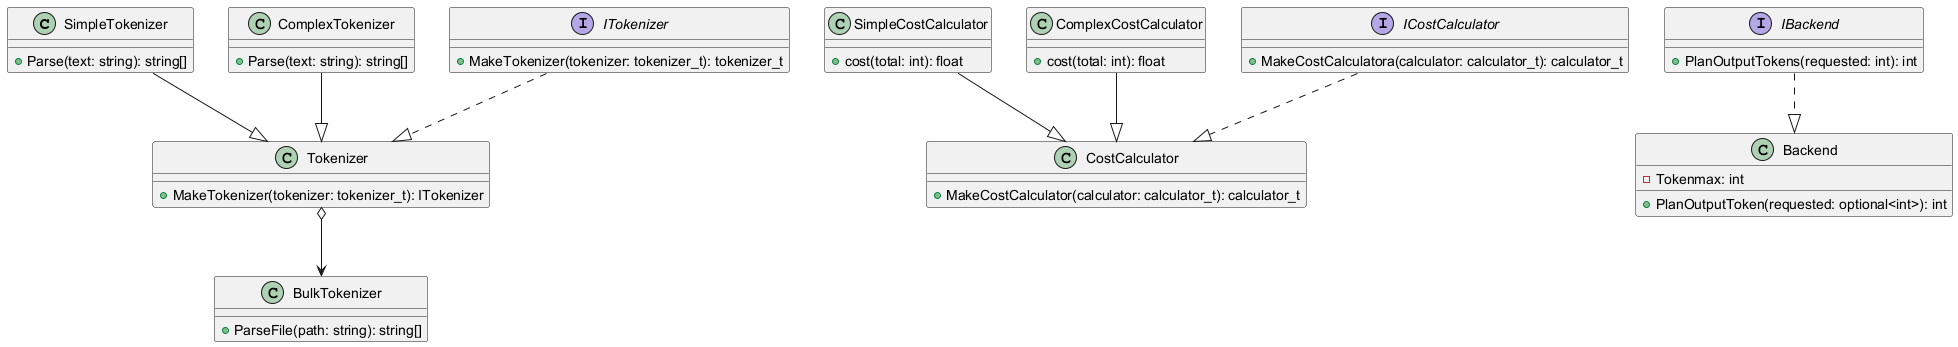 SimpleTokenizer
Parse(text: string): string[]
ComplexTokenizer
Parse(text: string): string[]
ITokenizer
MakeTokenizer(tokenizer: tokenizer_t): tokenizer_t
SimpleCostCalculator
cost(total: int): float
ComplexCostCalculator
cost(total: int): float
ICostCalculator
MakeCostCalculatora(calculator: calculator_t): calculator_t
IBackend
PlanOutputTokens(requested: int): int
Tokenizer
MakeTokenizer(tokenizer: tokenizer_t): ITokenizer
CostCalculator
MakeCostCalculator(calculator: calculator_t): calculator_t
Backend
Tokenmax: int
PlanOutputToken(requested: optional<int>): int
BulkTokenizer
ParseFile(path: string): string[]